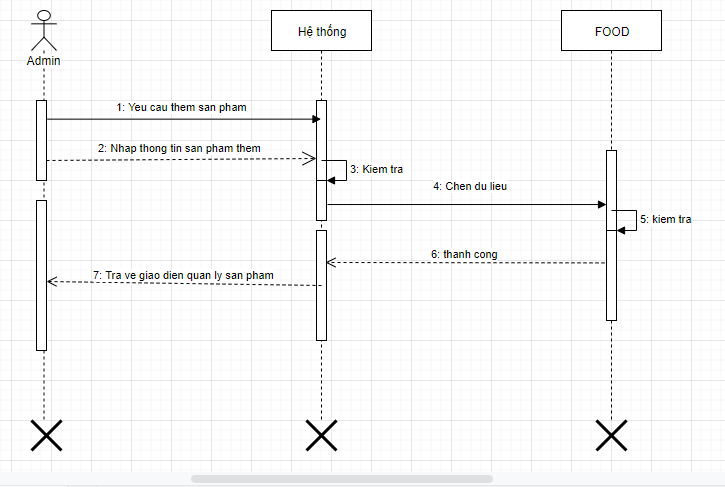 Hệ thống
FOOD
Admin
1: Yeu cau them san pham
2: Nhap thong tin san pham them
3: Kiem tra
4: Chen du lieu
5: kiem tra
6: thanh cong
7: Tra ve giao dien quan ly san pham